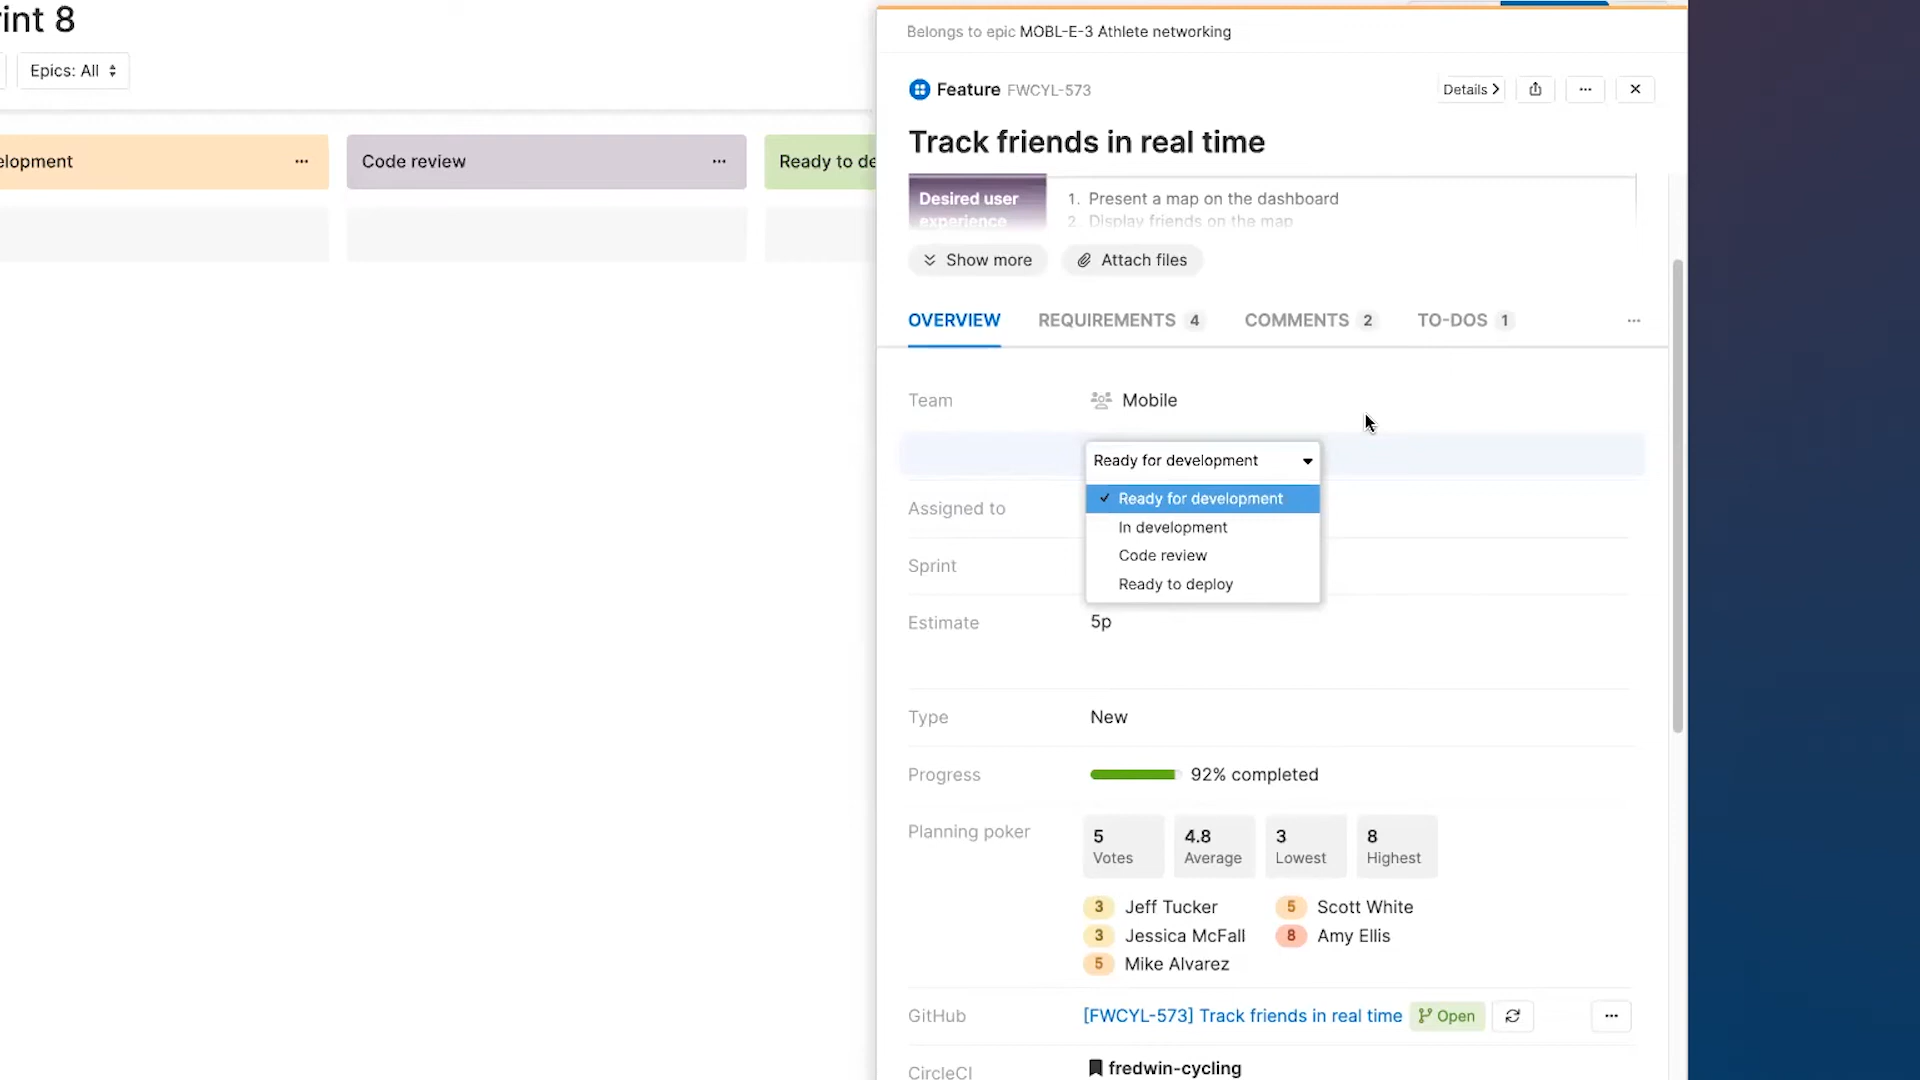 int 8
Epics: All
elopment ...
Code review ...
Ready to de
Belongs to epic MOBL-E-3 Athlete networking
Feature FWCYL-573
Details
...
Track friends in real time
Desired user
experience
1. Present a map on the dashboard
2. Display friends on the map
Show more
Attach files
OVERVIEW
REQUIREMENTS 4
COMMENTS 2
TO-DOS 1
...
Team
Mobile
Ready for development
Ready for development
In development
Code review
Ready to deploy
Assigned to
Sprint
Estimate
5p
Type
New
Progress
92% completed
Planning poker
5
Votes
4.8
Average
3
Lowest
8
Highest
3 Jeff Tucker
5 Scott White
3 Jessica McFall
8 Amy Ellis
5 Mike Alvarez
GitHub
[FWCYL-573] Track friends in real time
Open
...
CircleCI
fredwin-cycling